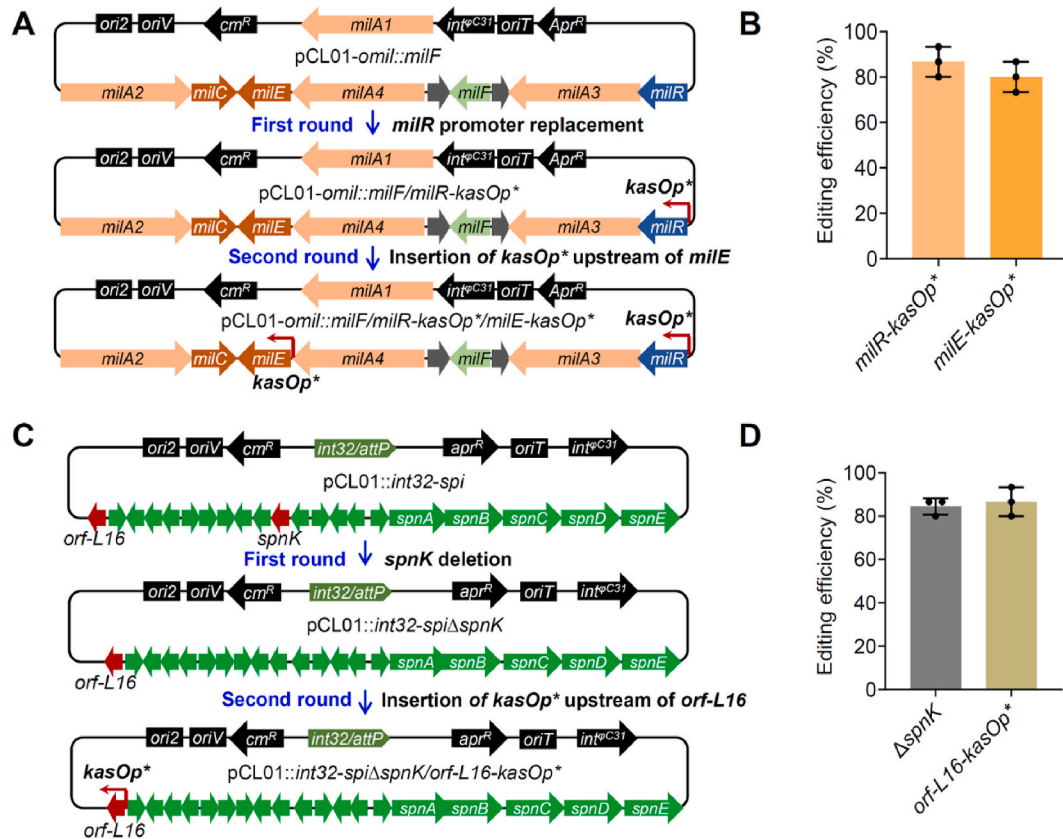 A
ori2 oriV cmR milA1 intφC31 oriT AprR
pCL01-omil::milF
milA2 milC milE milA4 milF milA3 milR
First round milR promoter replacement
ori2 oriV cmR milA1 intφC31 oriT AprR
pCL01-omil::milF/milR-kasOp*
kasOp*
milA2 milC milE milA4 milF milA3 milR
Second round Insertion of kasOp* upstream of milE
ori2 oriV cmR milA1 intφC31 oriT AprR
pCL01-omil::milF/milR-kasOp*/milE-kasOp*
kasOp*
milA2 milC milE milA4 milF milA3 milR
kasOp*
B
Editing efficiency (%)
100
80
60
40
20
0
milR-kasOp*
milE-kasOp*
C
ori2 oriV cmR int32/attP aprR oriT intφC31
pCL01::int32-spi
spnA spnB spnC spnD spnE
orf-L16 spnK
First round spnK deletion
ori2 oriV cmR int32/attP aprR oriT intφC31
pCL01::int32-spiΔspnK
spnA spnB spnC spnD spnE
orf-L16
Second round Insertion of kasOp* upstream of orf-L16
ori2 oriV cmR int32/attP aprR oriT intφC31
pCL01::int32-spiΔspnK/orf-L16-kasOp*
kasOp*
spnA spnB spnC spnD spnE
orf-L16
D
Editing efficiency (%)
100
80
60
40
20
0
ΔspnK
orf-L16-kasOp*